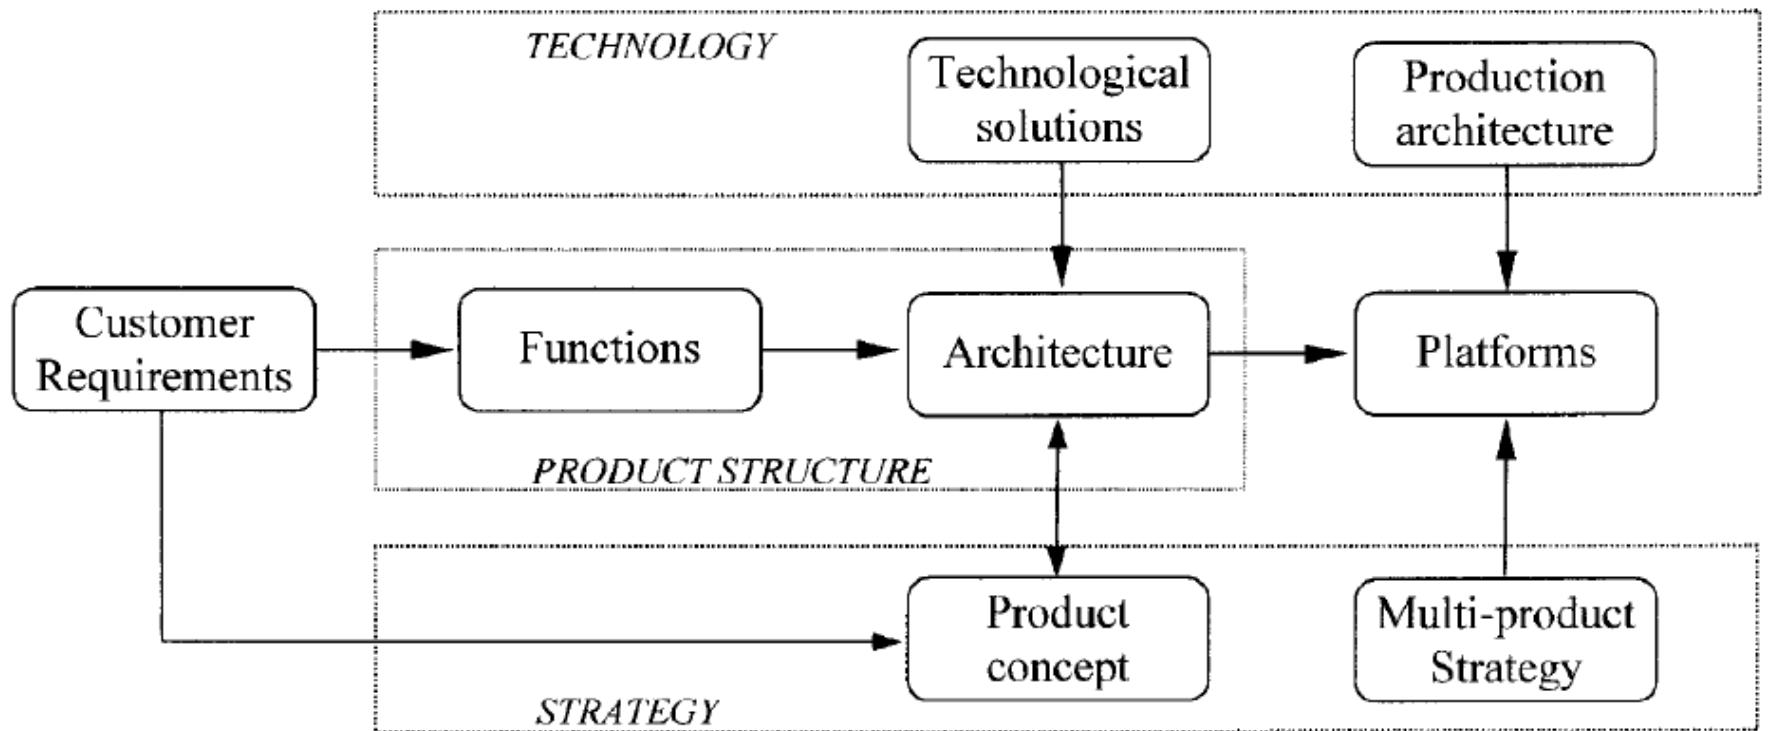 TECHNOLOGY
Technological
solutions
Production
architecture
Customer
Requirements
Functions
Architecture
Platforms
PRODUCT STRUCTURE
Product
concept
Multi-product
Strategy
STRATEGY